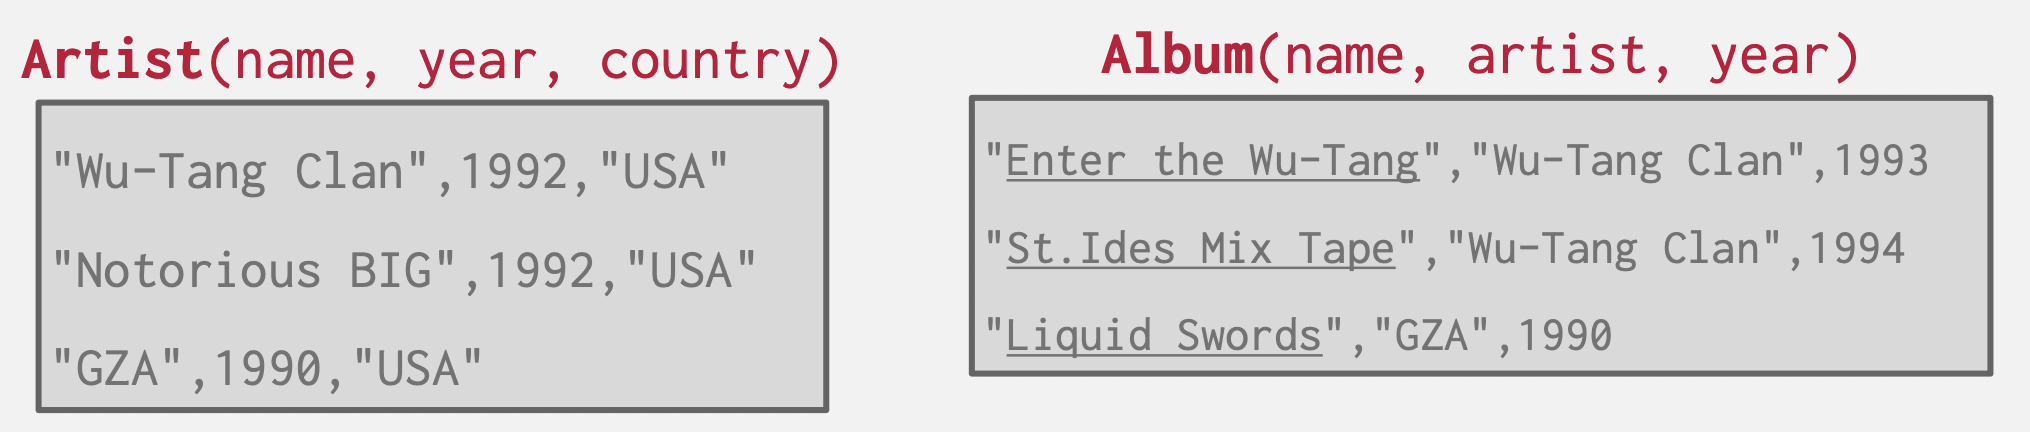 Artist(name, year, country)
"Wu-Tang Clan",1992,"USA"
"Notorious BIG",1992,"USA"
"GZA",1990,"USA"
Album(name, artist, year)
"Enter the Wu-Tang","Wu-Tang Clan",1993
"St.Ides Mix Tape","Wu-Tang Clan",1994
"Liquid Swords","GZA",1990